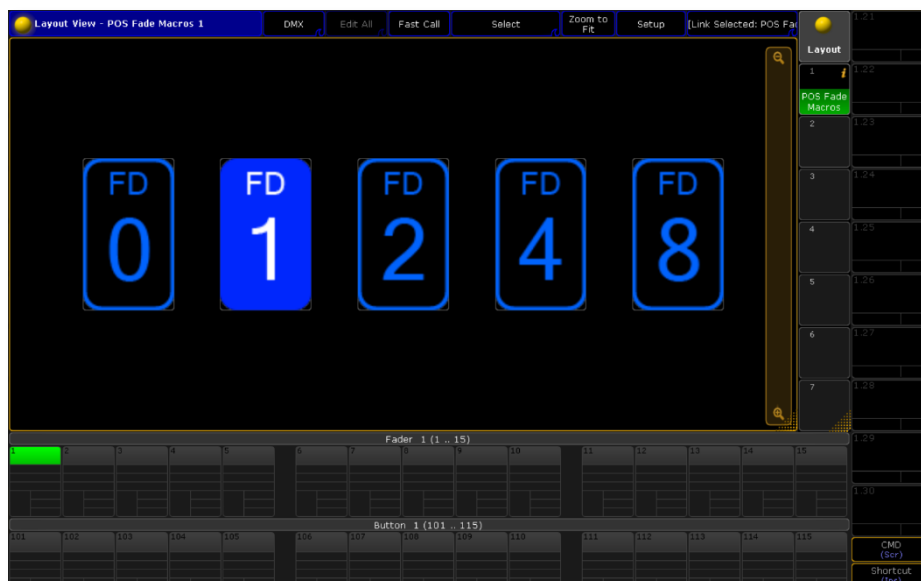 Layout View - POS Fade Macros 1
DMX
Edit All
Fast Call
Select
Zoom to
Fit
Setup
[Link Selected: POS Fad
Layout
1 i
POS Fade
Macros
2
3
4
5
6
7
FD
0
FD
1
FD
2
FD
4
FD
8
1.21
1.22
1.23
1.24
1.25
1.26
1.27
1.28
1.29
1.30
Fader 1 (1 .. 15)
1 2 3 4 5 6 7 8 9 10 11 12 13 14 15
Button 1 (101 .. 115)
101 102 103 104 105 106 107 108 109 110 111 112 113 114 115
CMD
(Scr)
Shortcut
(Ins)